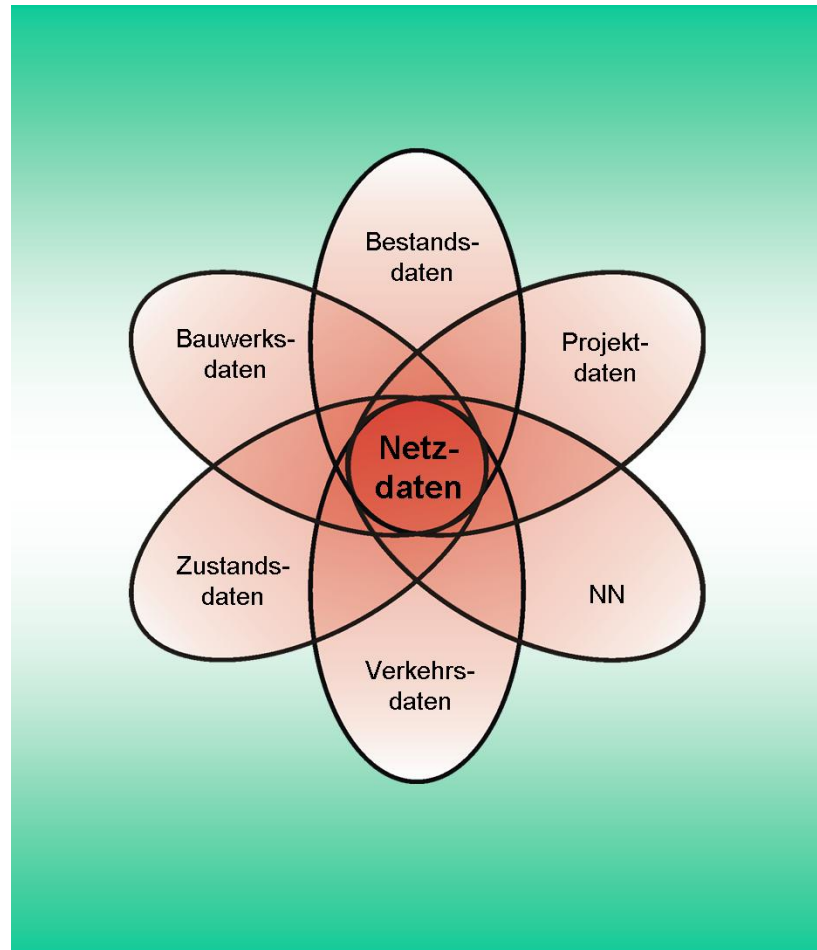 Bestands-
daten
Bauwerks-
daten
Projekt-
daten
Netz-
daten
Zustands-
daten
NN
Verkehrs-
daten